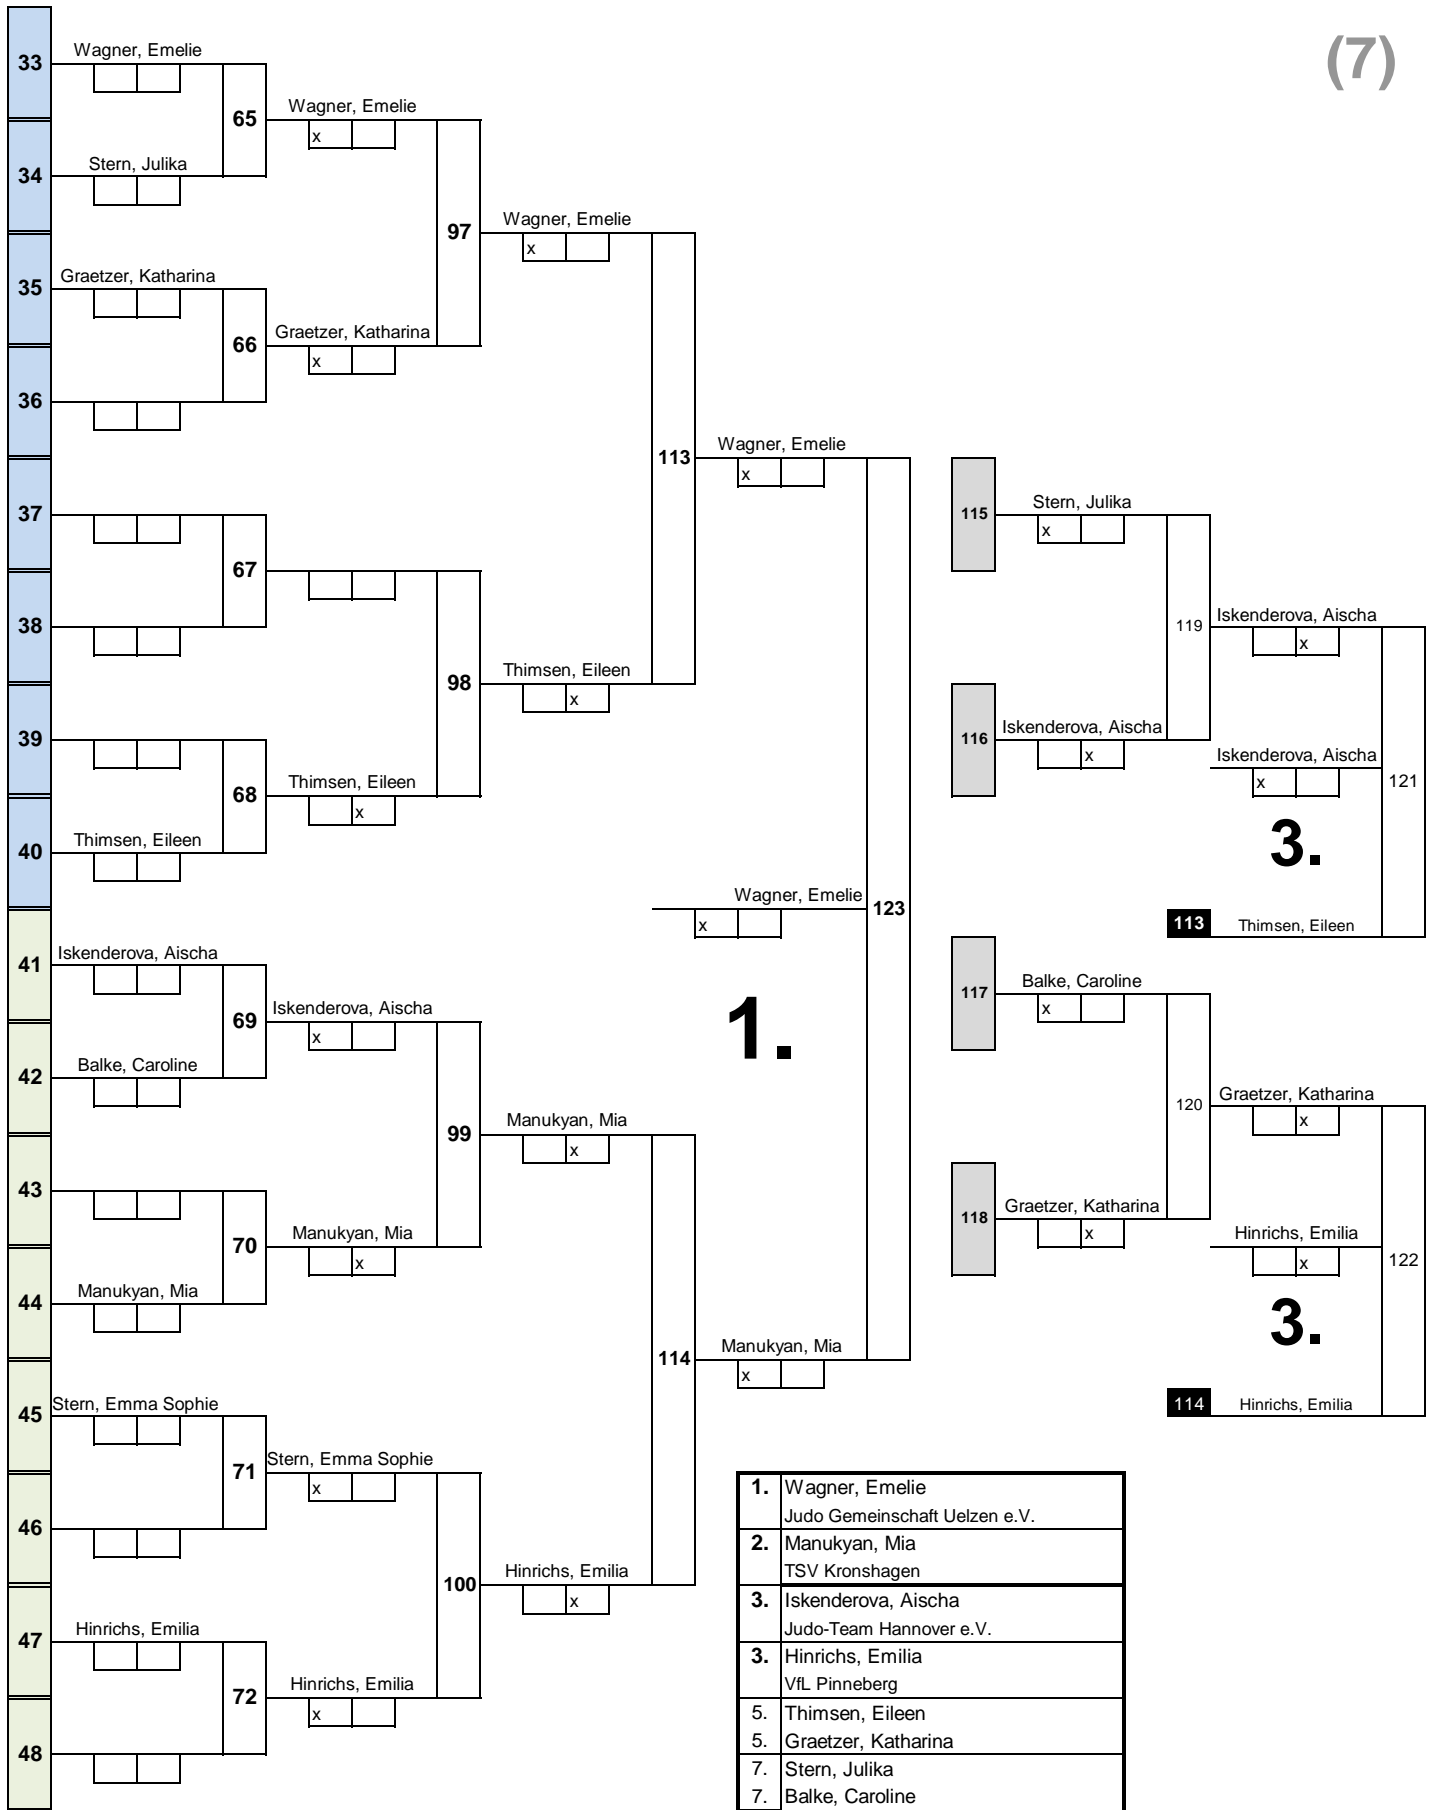 (7)
33
Wagner, Emelie
65
Wagner, Emelie
x
34
Stern, Julika
97
Wagner, Emelie
x
35
Graetzer, Katharina
66
Graetzer, Katharina
x
36
113
Wagner, Emelie
x
37
67
38
98
Thimsen, Eileen
x
39
68
Thimsen, Eileen
x
40
Thimsen, Eileen
Wagner, Emelie
123
x
1.
41
Iskenderova, Aischa
69
Iskenderova, Aischa
x
42
Balke, Caroline
99
Manukyan, Mia
x
43
70
Manukyan, Mia
x
44
Manukyan, Mia
114
Manukyan, Mia
x
45
Stern, Emma Sophie
71
Stern, Emma Sophie
x
46
100
Hinrichs, Emilia
x
47
Hinrichs, Emilia
72
Hinrichs, Emilia
x
48
115
Stern, Julika
x
119
Iskenderova, Aischa
x
116
Iskenderova, Aischa
x
Iskenderova, Aischa
x
121
3.
113
Thimsen, Eileen
117
Balke, Caroline
x
120
Graetzer, Katharina
x
118
Graetzer, Katharina
x
Hinrichs, Emilia
x
122
3.
114
Hinrichs, Emilia
1. Wagner, Emelie
Judo Gemeinschaft Uelzen e.V.
2. Manukyan, Mia
TSV Kronshagen
3. Iskenderova, Aischa
Judo-Team Hannover e.V.
3. Hinrichs, Emilia
VfL Pinneberg
5. Thimsen, Eileen
5. Graetzer, Katharina
7. Stern, Julika
7. Balke, Caroline